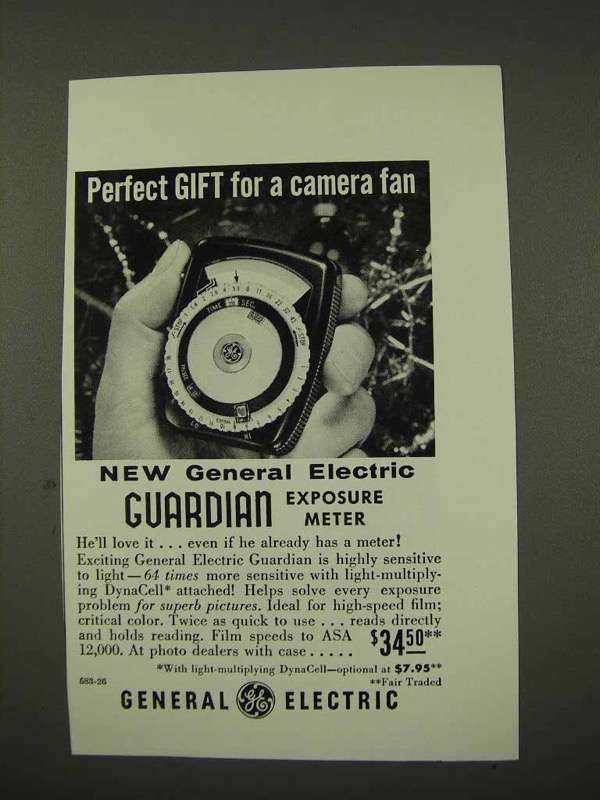 Perfect GIFT for a camera fan
TIME SEC.
STOP
NEW General Electric
GUARDIAN EXPOSURE
METER
He'll love it . . . even if he already has a meter!
Exciting General Electric Guardian is highly sensitive
to light—64 times more sensitive with light-multiply-
ing DynaCell* attached! Helps solve every exposure
problem for superb pictures. Ideal for high-speed film;
critical color. Twice as quick to use . . . reads directly
and holds reading. Film speeds to ASA
12,000. At photo dealers with case . . . . . $34.50**
*With light-multiplying DynaCell—optional at $7.95**
583-26
**Fair Traded
GENERAL GE ELECTRIC